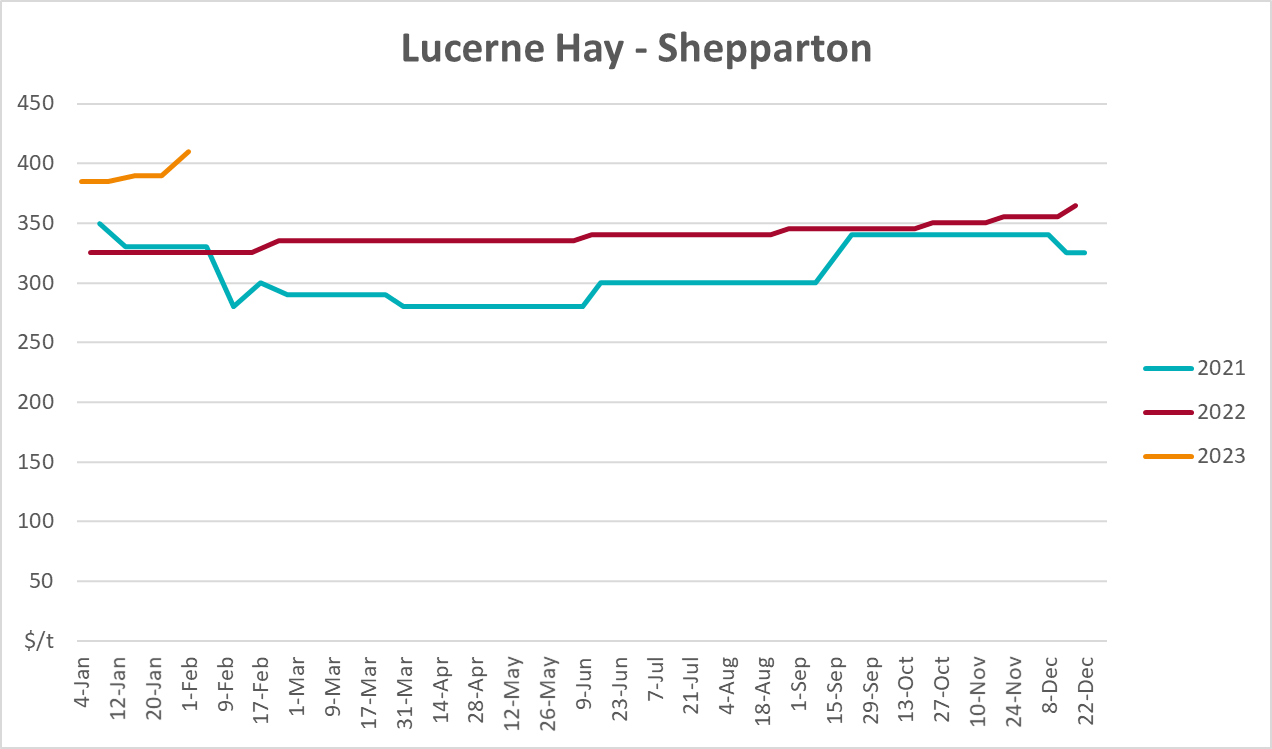 Lucerne Hay - Shepparton
450
400
350
300
250
200
150
100
50
$/t
4-Jan
12-Jan
20-Jan
1-Feb
9-Feb
17-Feb
1-Mar
9-Mar
17-Mar
31-Mar
14-Apr
28-Apr
12-May
26-May
9-Jun
23-Jun
7-Jul
21-Jul
4-Aug
18-Aug
1-Sep
15-Sep
29-Sep
13-Oct
27-Oct
10-Nov
24-Nov
8-Dec
22-Dec
2021
2022
2023